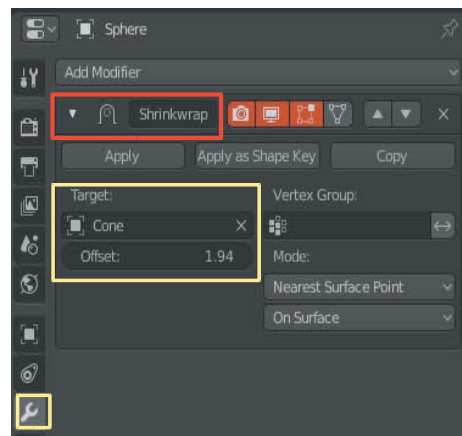 Sphere
Add Modifier
Shrinkwrap
Apply Apply as Shape Key Copy
Target: Vertex Group:
Cone
Offset: 1.94 Mode:
Nearest Surface Point
On Surface